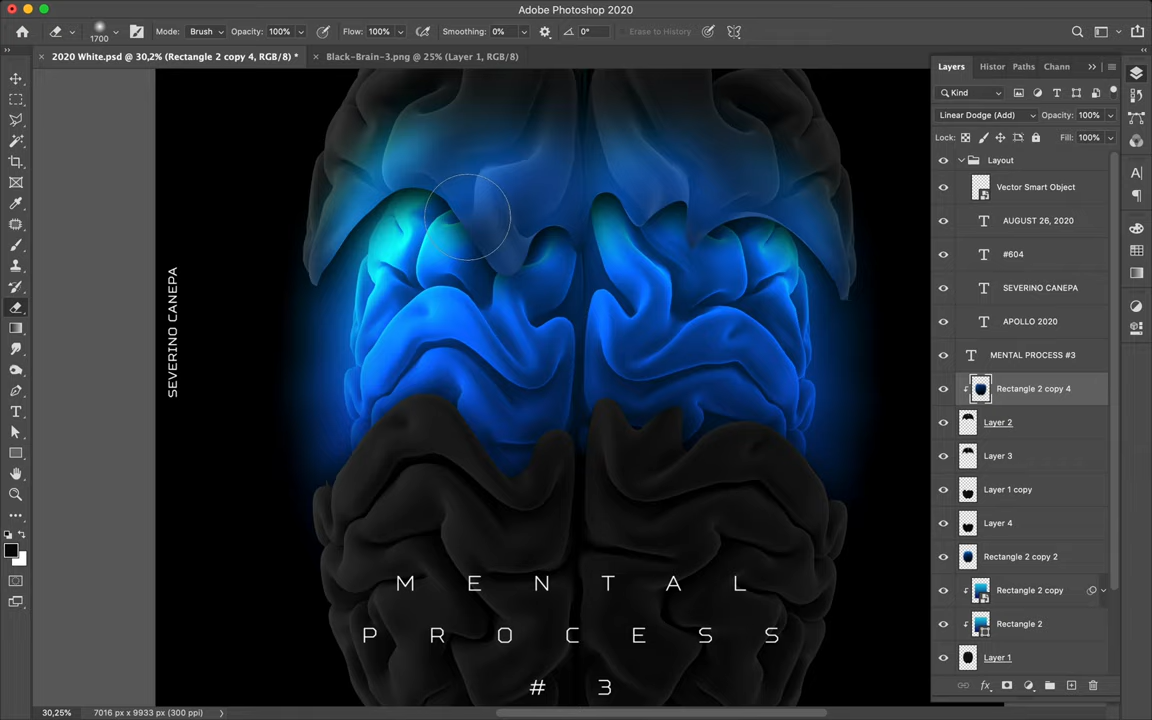 Adobe Photoshop 2020
1700
Mode: Brush
Opacity: 100%
Flow: 100%
Smoothing: 0%
0°
Erase to History
2020 White.psd @ 30,2% (Rectangle 2 copy 4, RGB/8) *
Black-Brain-3.png @ 25% (Layer 1, RGB/8)
SEVERINO CANEPA
MENTAL
PROCESS
#3
Layers
Histor
Paths
Chann
Kind
Linear Dodge (Add)
Opacity: 100%
Lock:
Fill: 100%
Layout
Vector Smart Object
AUGUST 26, 2020
#604
SEVERINO CANEPA
APOLLO 2020
MENTAL PROCESS #3
Rectangle 2 copy 4
Layer 2
Layer 3
Layer 1 copy
Layer 4
Rectangle 2 copy 2
Rectangle 2 copy
Rectangle 2
Layer 1
30,25%
7016 px x 9933 px (300 ppi)